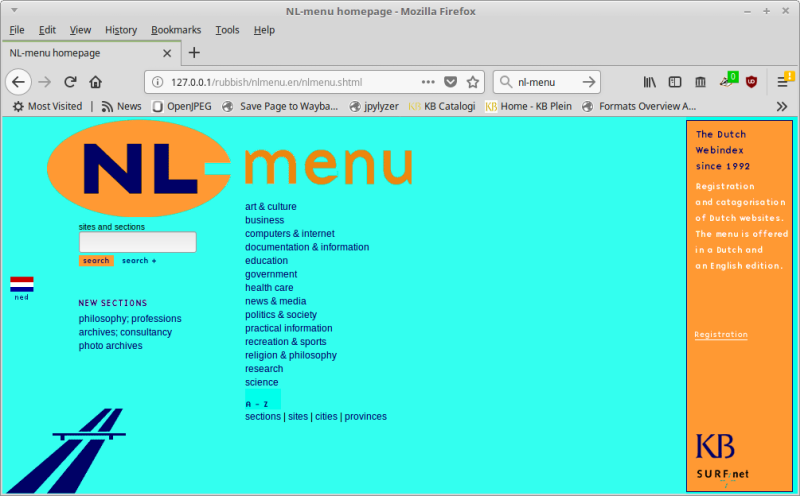 NL-menu homepage - Mozilla Firefox
File Edit View History Bookmarks Tools Help
NL-menu homepage
127.0.0.1/rubbish/nlmenu.en/nlmenu.shtml
nl-menu
0
1
Most Visited
News
OpenJPEG
Save Page to Wayba...
jpylyzer
KB Catalogi
Home - KB Plein
Formats Overview A...
NL-menu
sites and sections
search search +
ned
NEW SECTIONS
philosophy; professions
archives; consultancy
photo archives
art & culture
business
computers & internet
documentation & information
education
government
health care
news & media
politics & society
practical information
recreation & sports
religion & philosophy
research
science
A - Z
sections | sites | cities | provinces
The Dutch
Webindex
since 1992
Registration
and catogorisation
of Dutch websites.
The menu is offered
in a Dutch and
an English edition.
Registration
KB
SURFnet